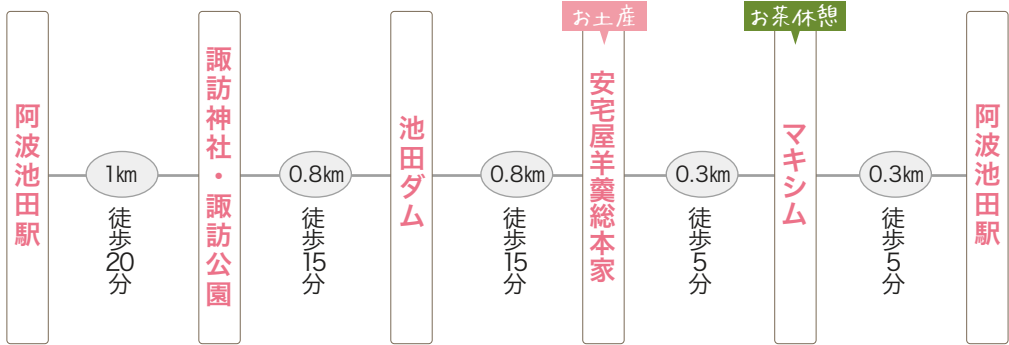 阿波池田駅
1km
徒歩20分
諏訪神社・諏訪公園
0.8km
徒歩15分
池田ダム
0.8km
徒歩15分
お土産
安宅屋羊羹総本家
0.3km
徒歩5分
お茶休憩
マキシム
0.3km
徒歩5分
阿波池田駅